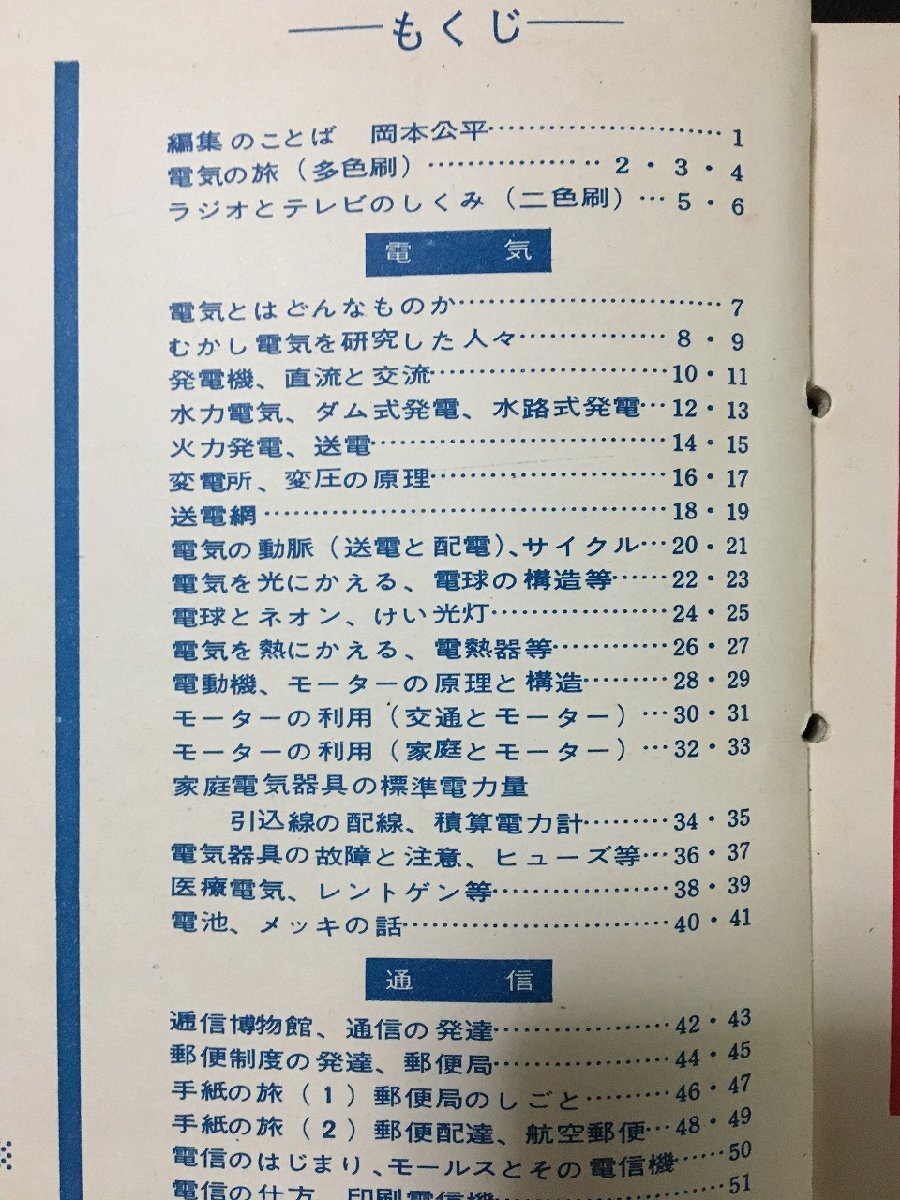 もくじ
編集のことば 岡本公平…………………… 1
電気の旅(多色刷)……………… 2・3・4
ラジオとテレビのしくみ(二色刷)… 5・6
電気
電気とはどんなものか……………………… 7
むかし電気を研究した人々…………… 8・9
発電機、直流と交流……………………10・11
水力電気、ダム式発電、水路式発電…12・13
火力発電、送電…………………………14・15
変電所、変圧の原理……………………16・17
送電網……………………………………18・19
電気の動脈(送電と配電)、サイクル…20・21
電気を光にかえる、電球の構造等……22・23
電球とネオン、けい光灯………………24・25
電気を熱にかえる、電熱器等…………26・27
電動機、モーターの原理と構造………28・29
モーターの利用(交通とモーター)…30・31
モーターの利用(家庭とモーター)…32・33
家庭電気器具の標準電力量
引込線の配線、積算電力計………34・35
電気器具の故障と注意、ヒューズ等…36・37
医療電気、レントゲン等………………38・39
電池、メッキの話………………………40・41
通信
逓信博物館、通信の発達………………42・43
郵便制度の発達、郵便局………………44・45
手紙の旅(1)郵便局のしごと………46・47
手紙の旅(2)郵便配達、航空郵便…48・49
電信のはじまり、モールスとその電信機……50
電信の仕方、印刷電信機……………………51